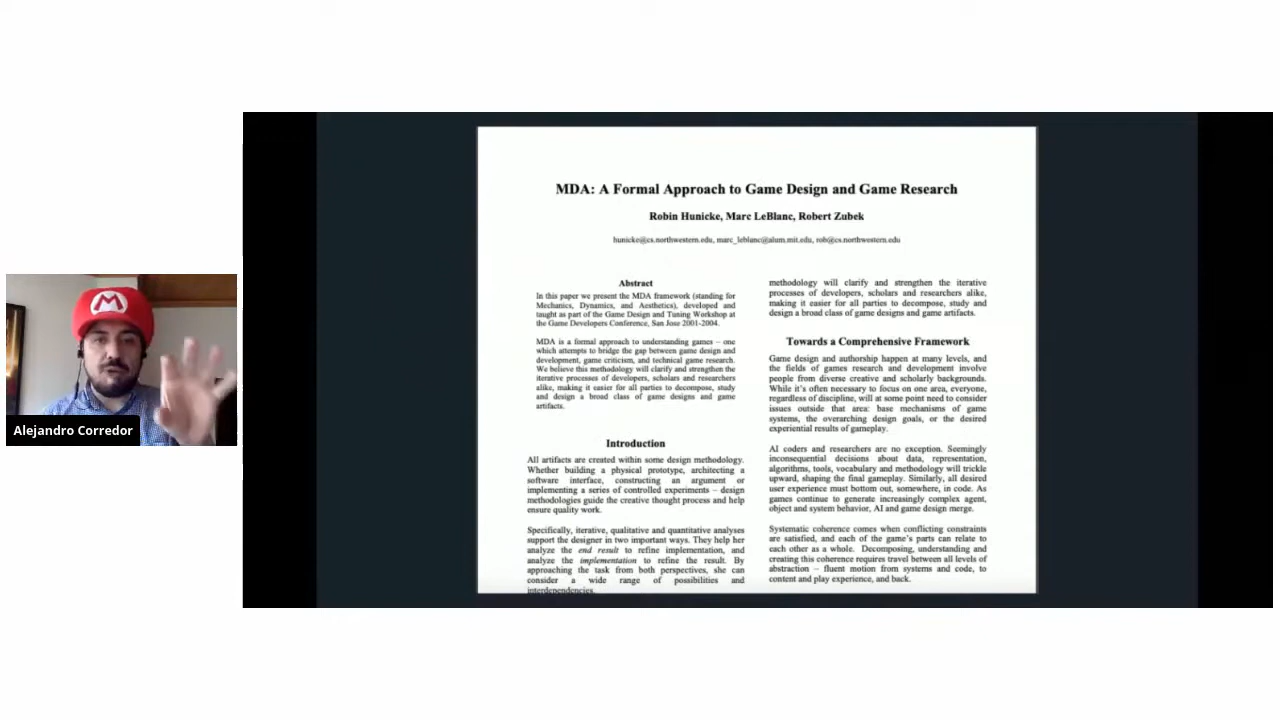 M
Alejandro Corredor
MDA: A Formal Approach to Game Design and Game Research
Robin Hunicke, Marc LeBlanc, Robert Zubek
hunicke@cs.northwestern.edu, marc_leblanc@alum.mit.edu, rob@cs.northwestern.edu
Abstract
In this paper we present the MDA framework (standing for
Mechanics, Dynamics, and Aesthetics), developed and
taught as part of the Game Design and Tuning Workshop at
the Game Developers Conference, San Jose 2001-2004.
MDA is a formal approach to understanding games – one
which attempts to bridge the gap between game design and
development, game criticism, and technical game research.
We believe this methodology will clarify and strengthen the
iterative processes of developers, scholars and researchers
alike, making it easier for all parties to decompose, study
and design a broad class of game designs and game
artifacts.
Introduction
All artifacts are created within some design methodology.
Whether building a physical prototype, architecting a
software interface, constructing an argument or
implementing a series of controlled experiments – design
methodologies guide the creative thought process and help
ensure quality work.
Specifically, iterative, qualitative and quantitative analyses
support the designer in two important ways. They help her
analyze the end result to refine implementation, and
analyze the implementation to refine the result. By
approaching the task from both perspectives, she can
consider a wide range of possibilities and
interdependencies.
methodology will clarify and strengthen the iterative
processes of developers, scholars and researchers alike,
making it easier for all parties to decompose, study and
design a broad class of game designs and game artifacts.
Towards a Comprehensive Framework
Game design and authorship happen at many levels, and
the fields of games research and development involve
people from diverse creative and scholarly backgrounds.
While it's often necessary to focus on one area, everyone,
regardless of discipline, will at some point need to consider
issues outside that area: base mechanisms of game
systems, the overarching design goals, or the desired
experiential results of gameplay.
AI coders and researchers are no exception. Seemingly
inconsequential decisions about data, representation,
algorithms, tools, vocabulary and methodology will trickle
upward, shaping the final gameplay. Similarly, all desired
user experience must bottom out, somewhere, in code. As
games continue to generate increasingly complex agent,
object and system behavior, AI and game design merge.
Systematic coherence comes when conflicting constraints
are satisfied, and each of the game's parts can relate to
each other as a whole. Decomposing, understanding and
creating this coherence requires travel between all levels of
abstraction – fluent motion from systems and code, to
content and play experience, and back.